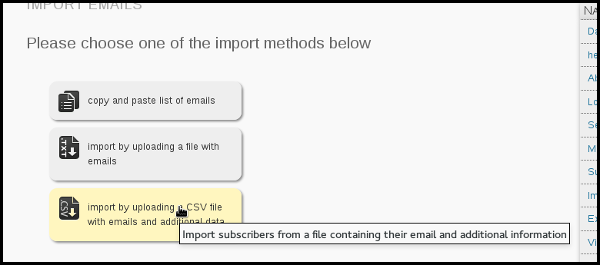 IMPORT EMAILS
Please choose one of the import methods below
copy and paste list of emails
import by uploading a file with
emails
TXT
import by uploading a CSV file
with emails and additional data
CSV
Import subscribers from a file containing their email and additional information